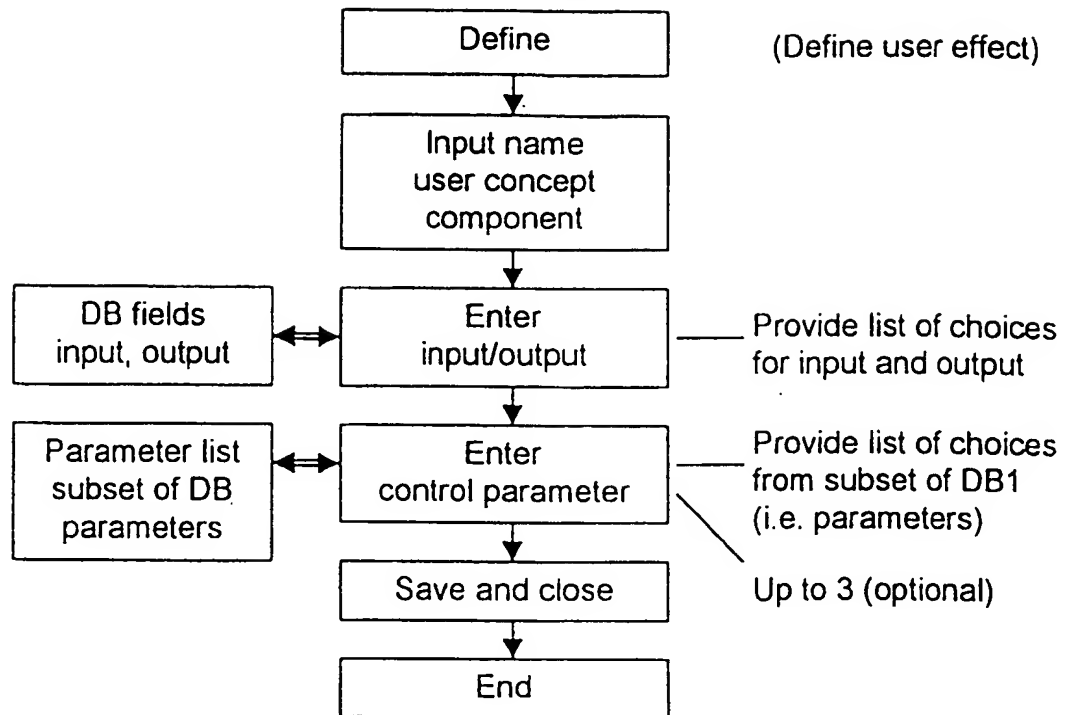 Define
(Define user effect)
Input name
user concept
component
DB fields
input, output
Enter
input/output
Provide list of choices
for input and output
Parameter list
subset of DB
parameters
Enter
control parameter
Provide list of choices
from subset of DB1
(i.e. parameters)
Up to 3 (optional)
Save and close
End